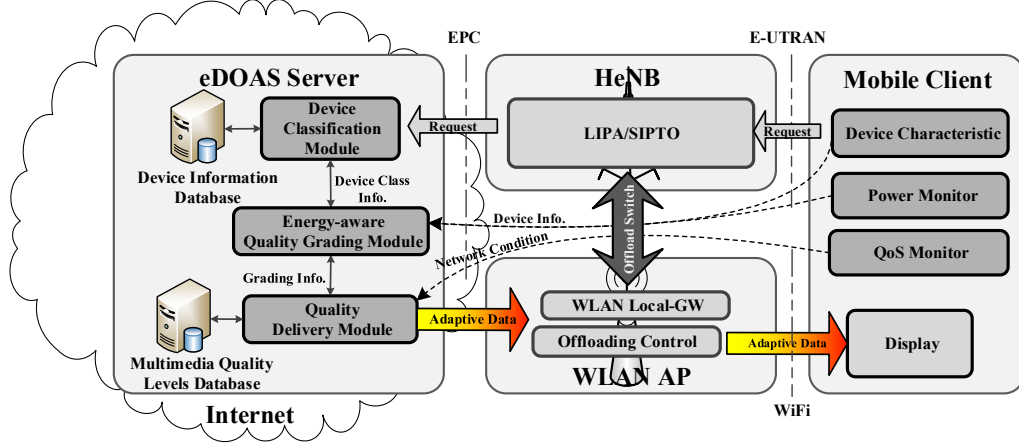 EPC
E-UTRAN
eDOAS Server
HeNB
Mobile Client
Device
Classification
Module
Request
LIPA/SIPTO
Request
Device Characteristic
Device Information
Database
Device Class
Info.
Power Monitor
Energy-aware
Quality Grading Module
Device Info.
Offload Switch
Network Condition
QoS Monitor
Grading Info.
WLAN Local-GW
Quality
Delivery Module
Adaptive Data
Offloading Control
Adaptive Data
Display
Multimedia Quality
Levels Database
WLAN AP
Internet
WiFi